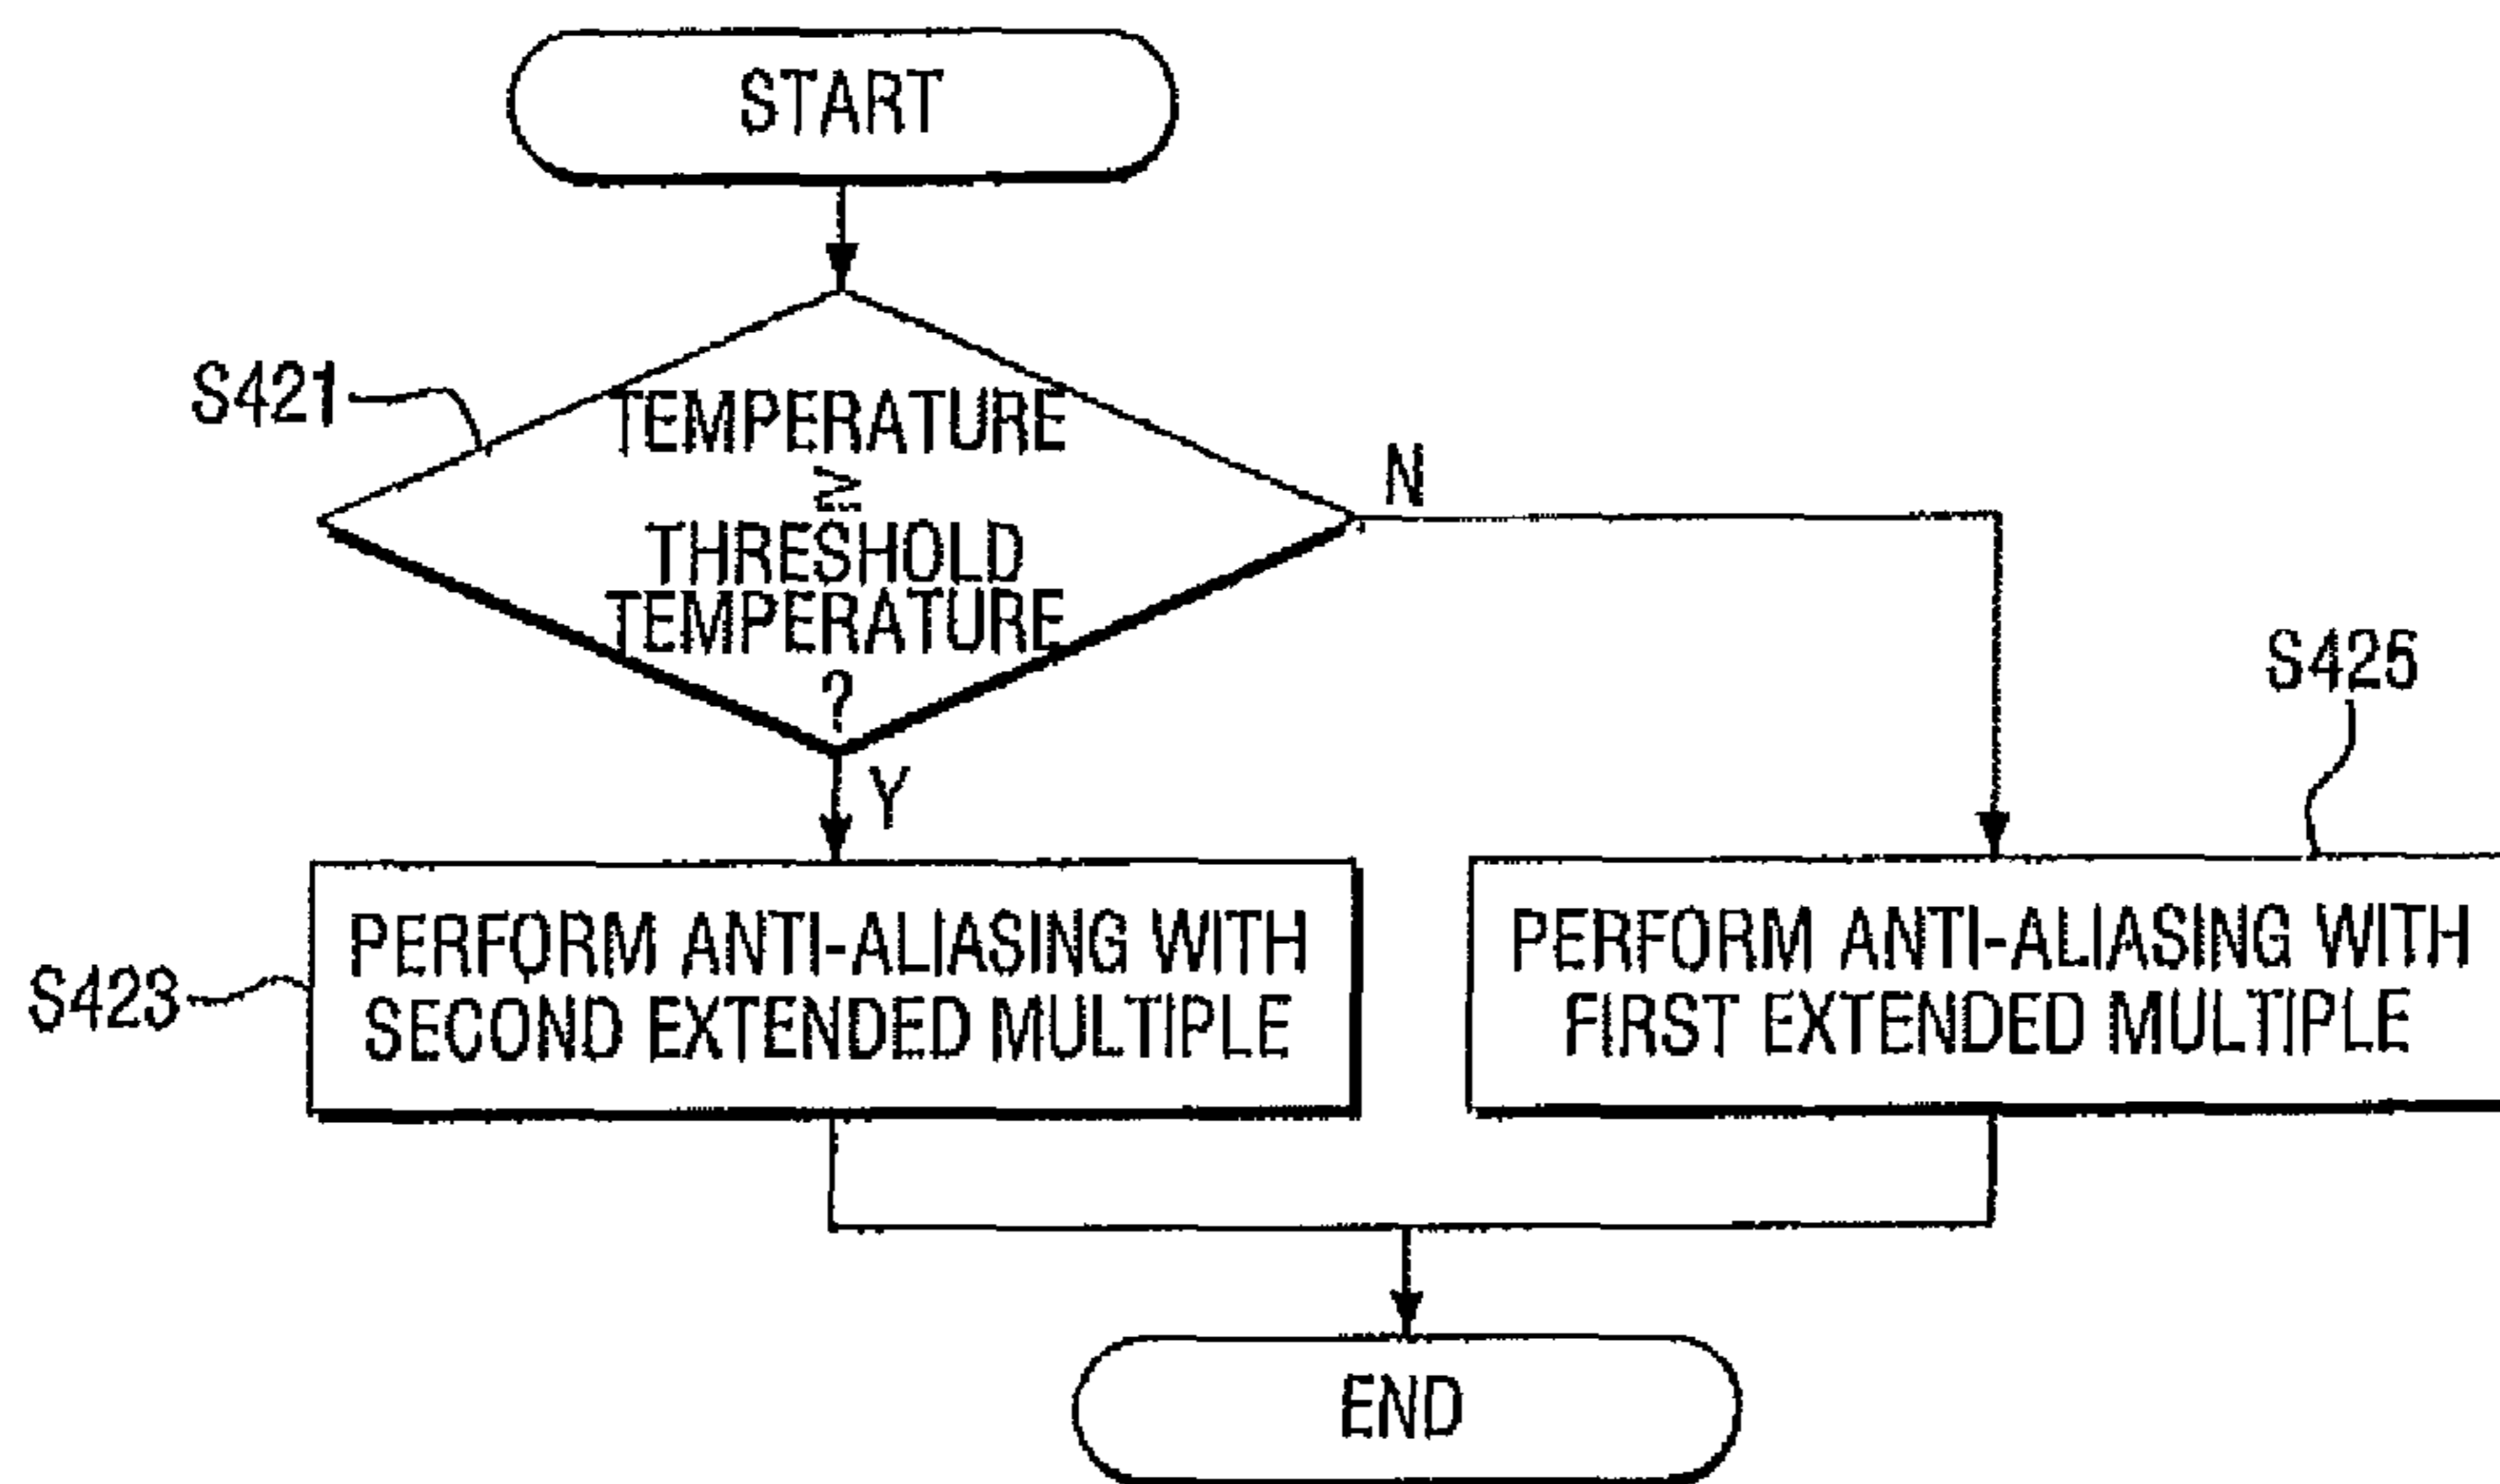 START
S421
TEMPERATURE
≥
THRESHOLD
TEMPERATURE
?
N
Y
S425
S423
PERFORM ANTI-ALIASING WITH
SECOND EXTENDED MULTIPLE
PERFORM ANTI-ALIASING WITH
FIRST EXTENDED MULTIPLE
END